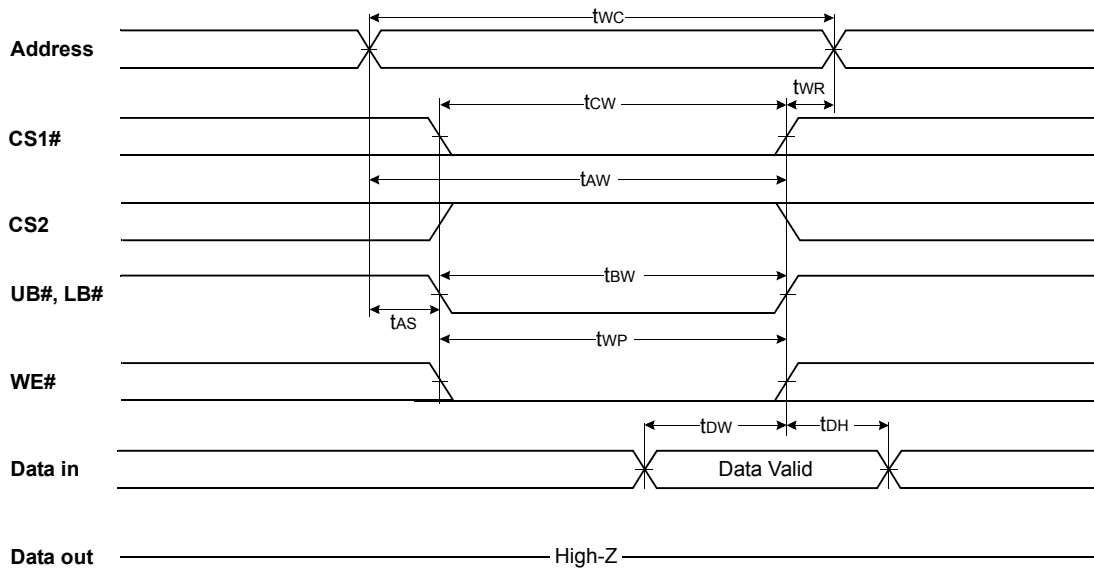 tWC
Address
tWR
tCW
CS1#
tAW
CS2
tBW
UB#, LB#
tAS
tWP
WE#
tDW
tDH
Data in
Data Valid
Data out
High-Z